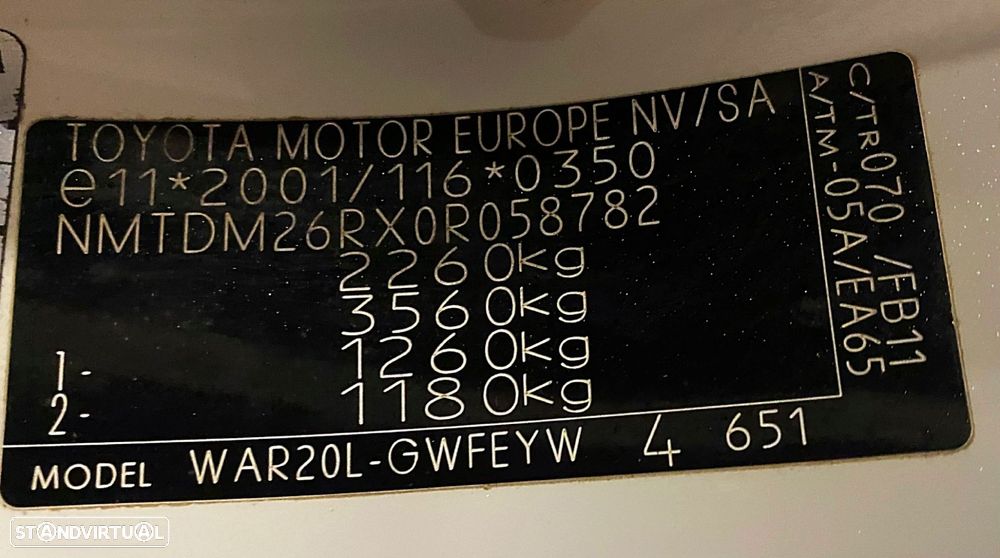 TOYOTA MOTOR EUROPE NV/SA
e11*2001/116*0350
NMTDM26RX0R058782
2260kg
3560kg
1- 1260kg
2- 1180kg
MODEL WAR20L-GWFEYW 4 651
C/TR070 /FB11
A/TM-05A/EA65
STANDVIRTUAL